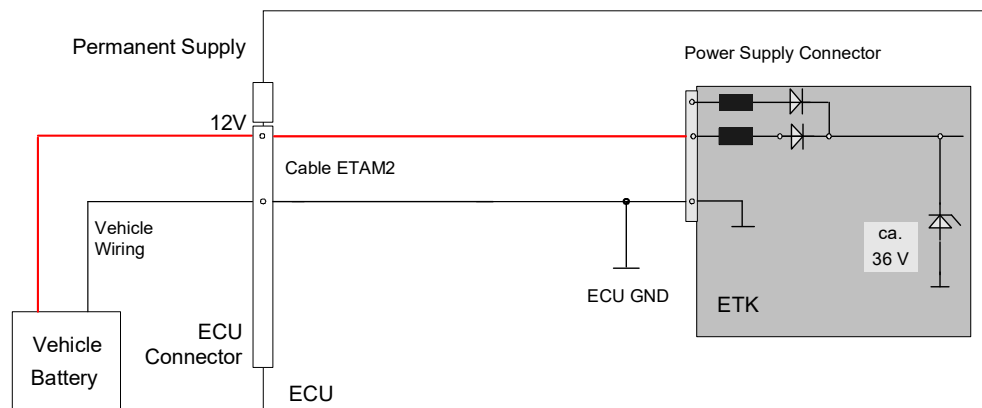 Permanent Supply
Power Supply Connector
12V
Cable ETAM2
Vehicle
Wiring
ca.
36 V
ECU GND
ETK
ECU
Connector
Vehicle
Battery
ECU